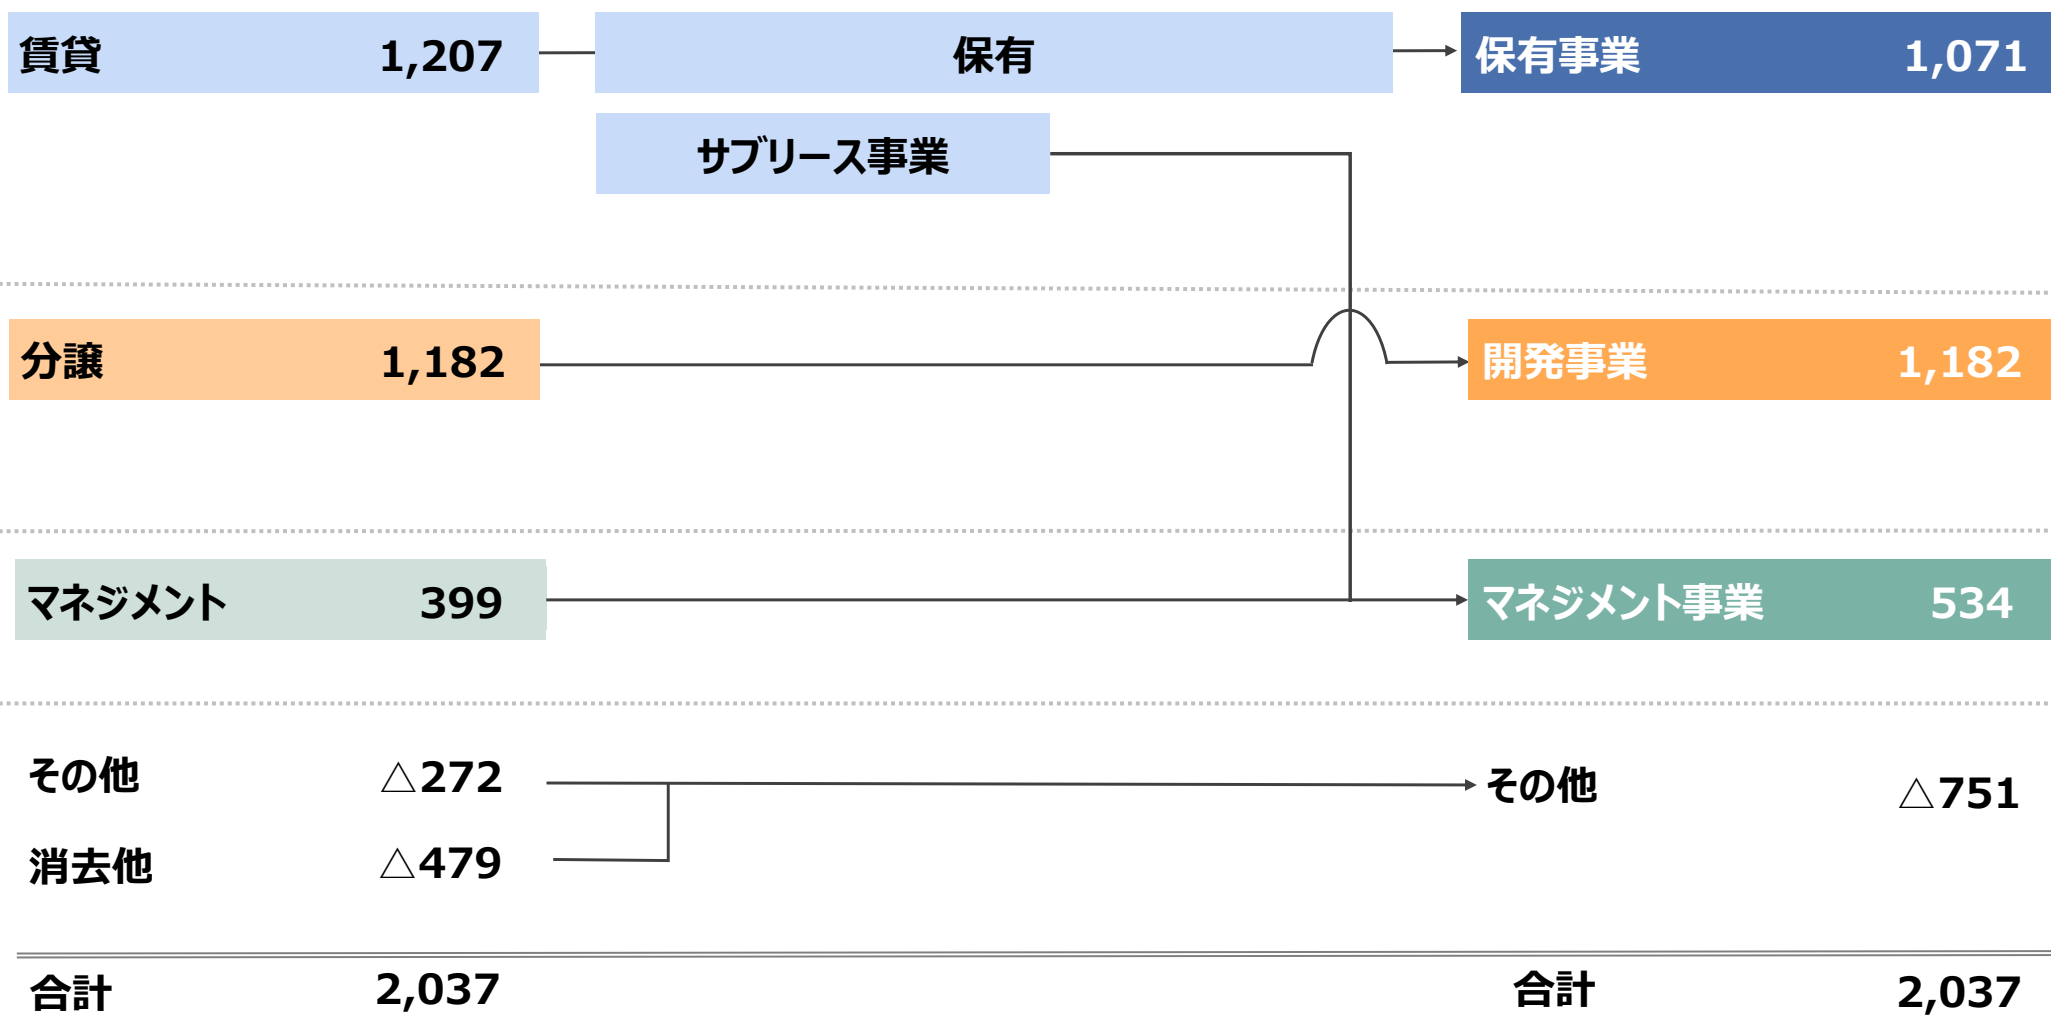 賃貸 1,207 保有 保有事業 1,071
サブリース事業
分譲 1,182 開発事業 1,182
マネジメント 399 マネジメント事業 534
その他 △272 その他 △751
消去他 △479
合計 2,037 合計 2,037